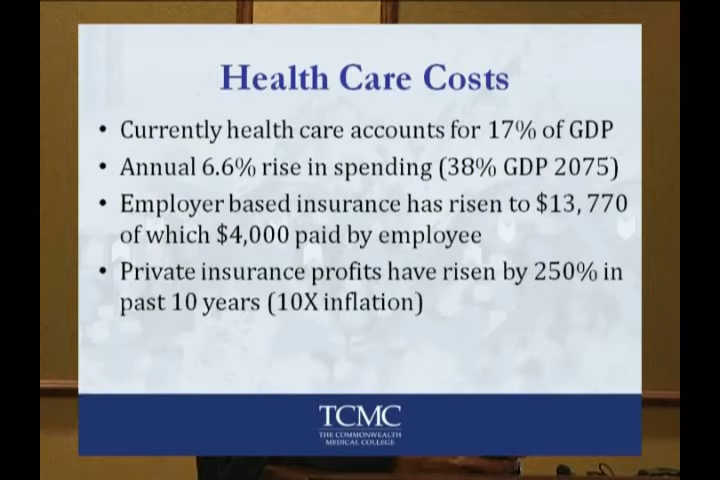 Health Care Costs
• Currently health care accounts for 17% of GDP
• Annual 6.6% rise in spending (38% GDP 2075)
• Employer based insurance has risen to $13, 770
of which $4,000 paid by employee
• Private insurance profits have risen by 250% in
past 10 years (10X inflation)
TCMC
THE COMMONWEALTH
MEDICAL COLLEGE